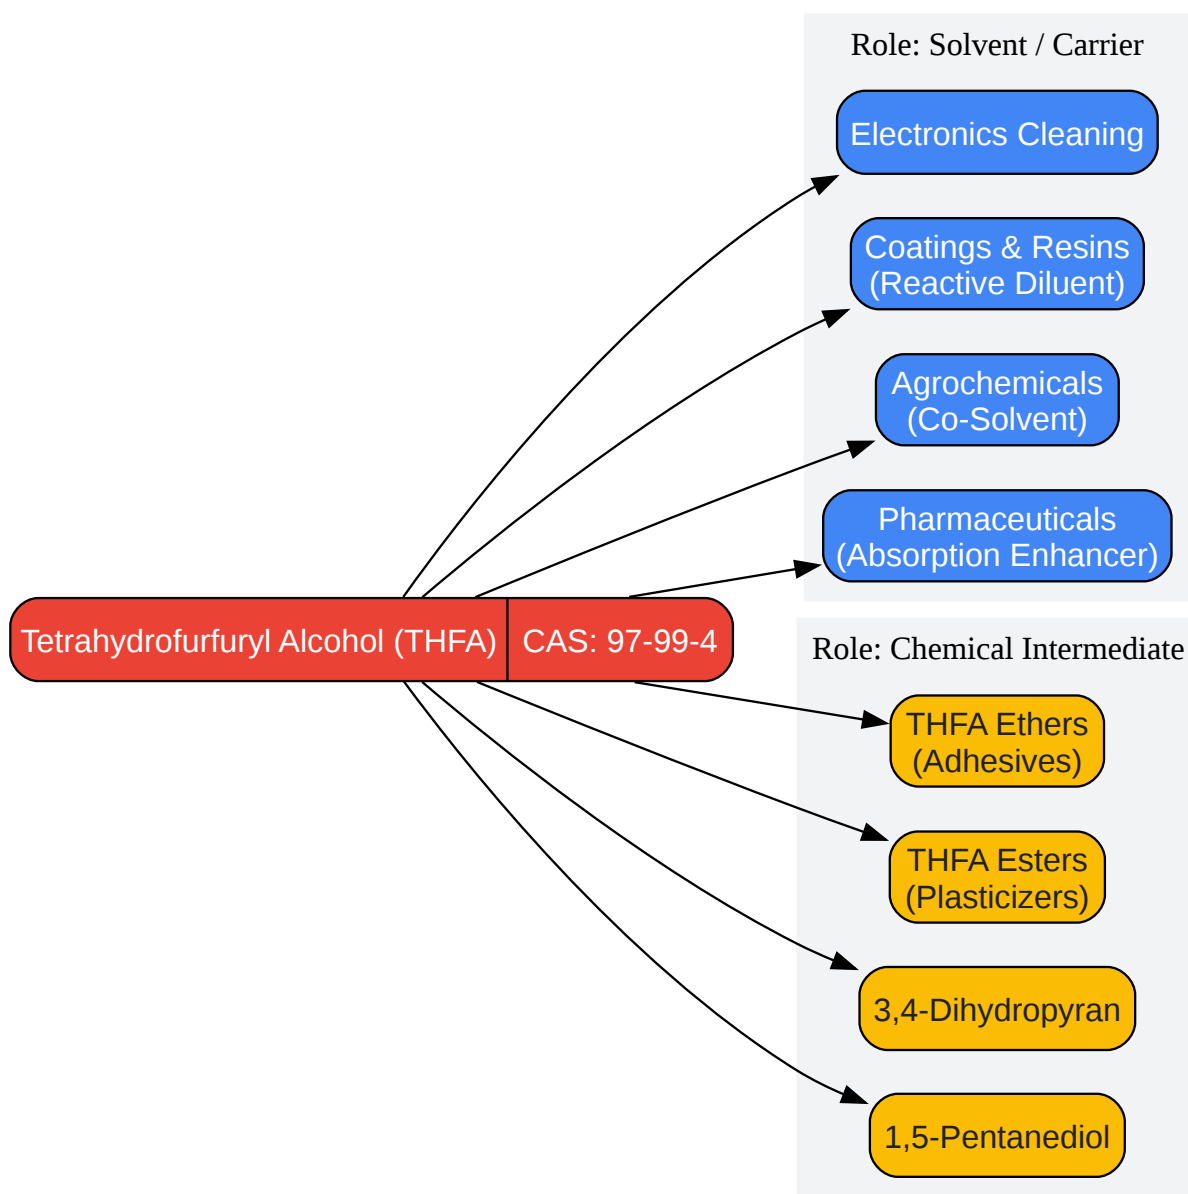 Role: Solvent / Carrier
Electronics Cleaning
Coatings & Resins
(Reactive Diluent)
Agrochemicals
(Co-Solvent)
Pharmaceuticals
(Absorption Enhancer)
Tetrahydrofurfuryl Alcohol (THFA)
CAS: 97-99-4
Role: Chemical Intermediate
THFA Ethers
(Adhesives)
THFA Esters
(Plasticizers)
3,4-Dihydropyran
1,5-Pentanediol